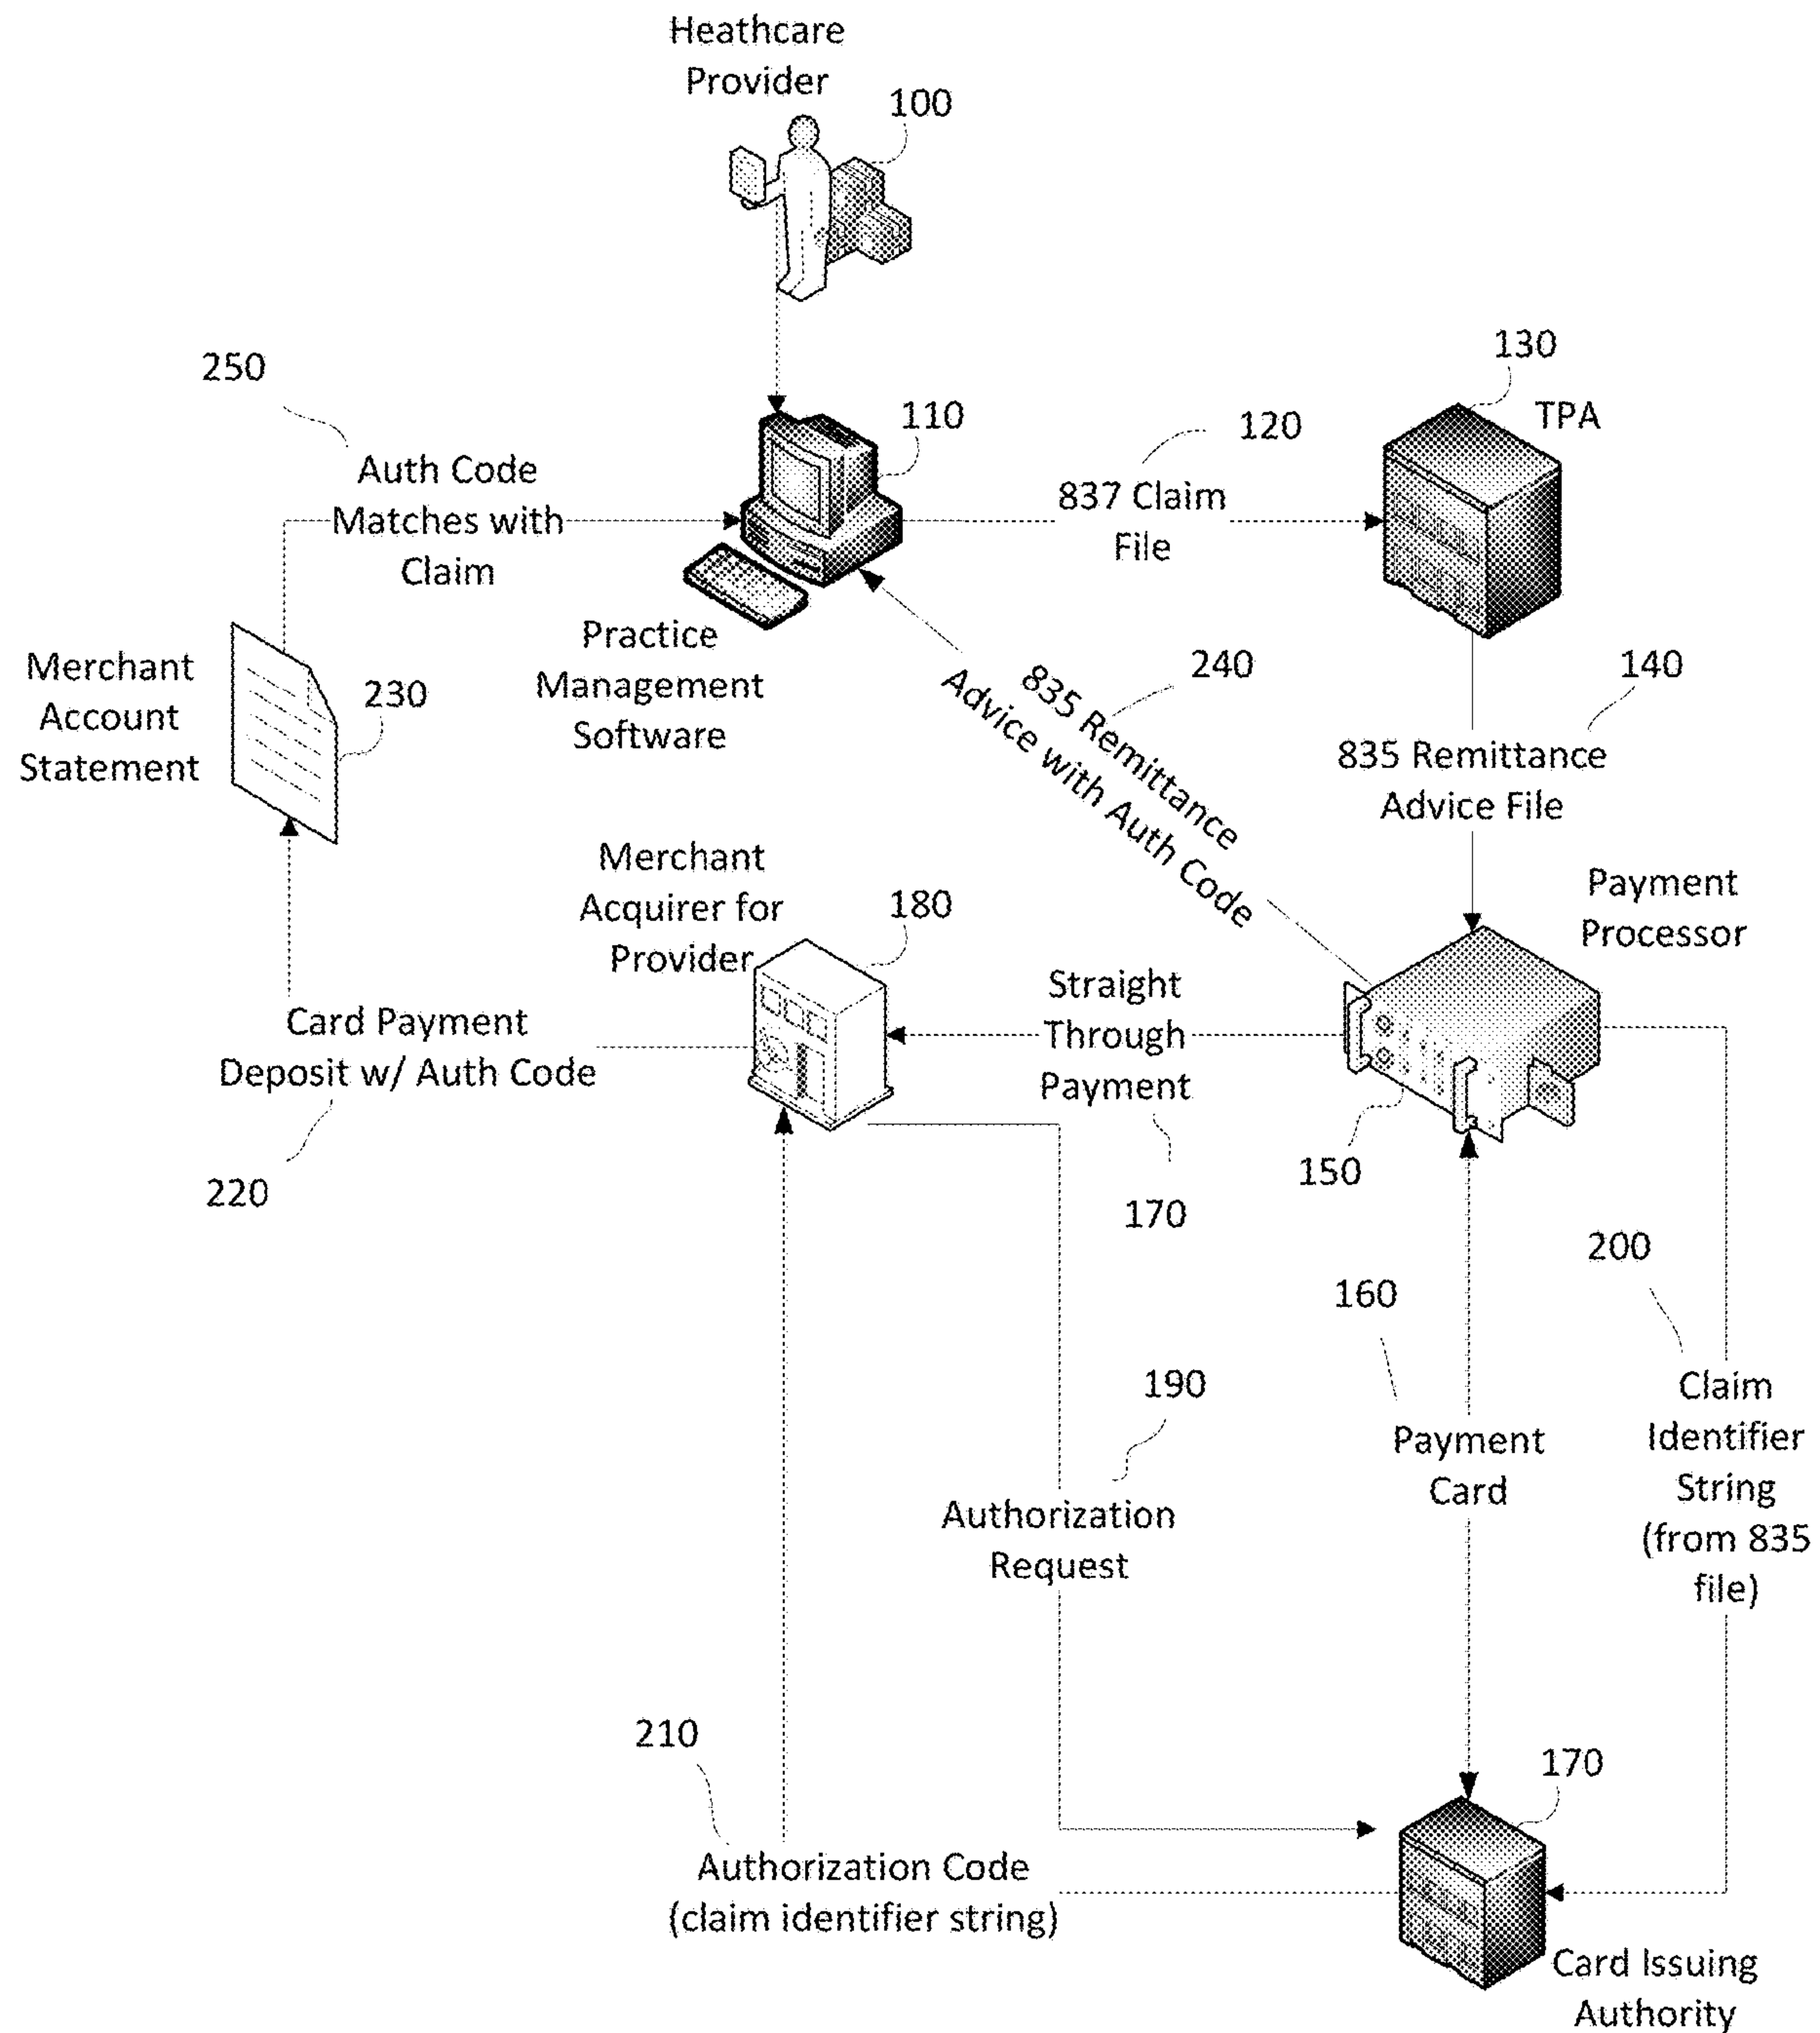 Heathcare
Provider
100
130
TPA
250
110
120
Auth Code
Matches with
Claim
837 Claim
File
Practice
Management
Software
Merchant
Account
Statement
230
240
835 Remittance
Advice with Auth Code
140
835 Remittance
Advice File
Merchant
Acquirer for
Provider
180
Payment
Processor
Straight
Through
Payment
170
150
Card Payment
Deposit w/ Auth Code
220
200
160
190
Claim
Identifier
String
(from 835
file)
Payment
Card
Authorization
Request
210
170
Authorization Code
(claim identifier string)
Card Issuing
Authority